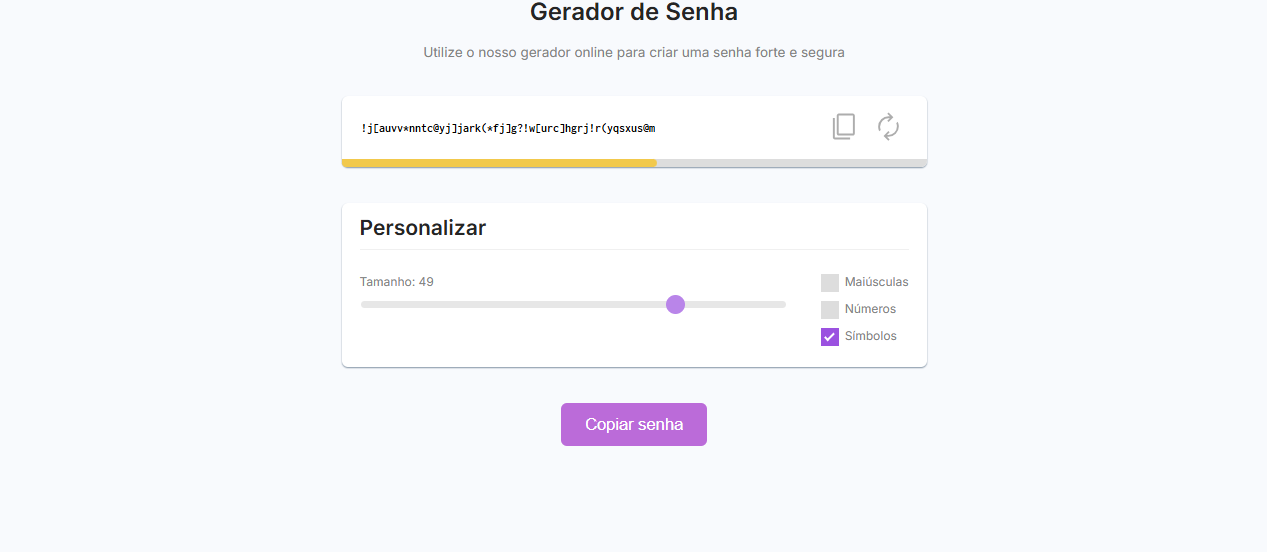 Gerador de Senha
Utilize o nosso gerador online para criar uma senha forte e segura
!j[auvv*nntc@yj]jark(*fj]g?!w[urc]hgrj!r(yqsxus@m
Personalizar
Tamanho: 49
Maiúsculas
Números
Símbolos
Copiar senha